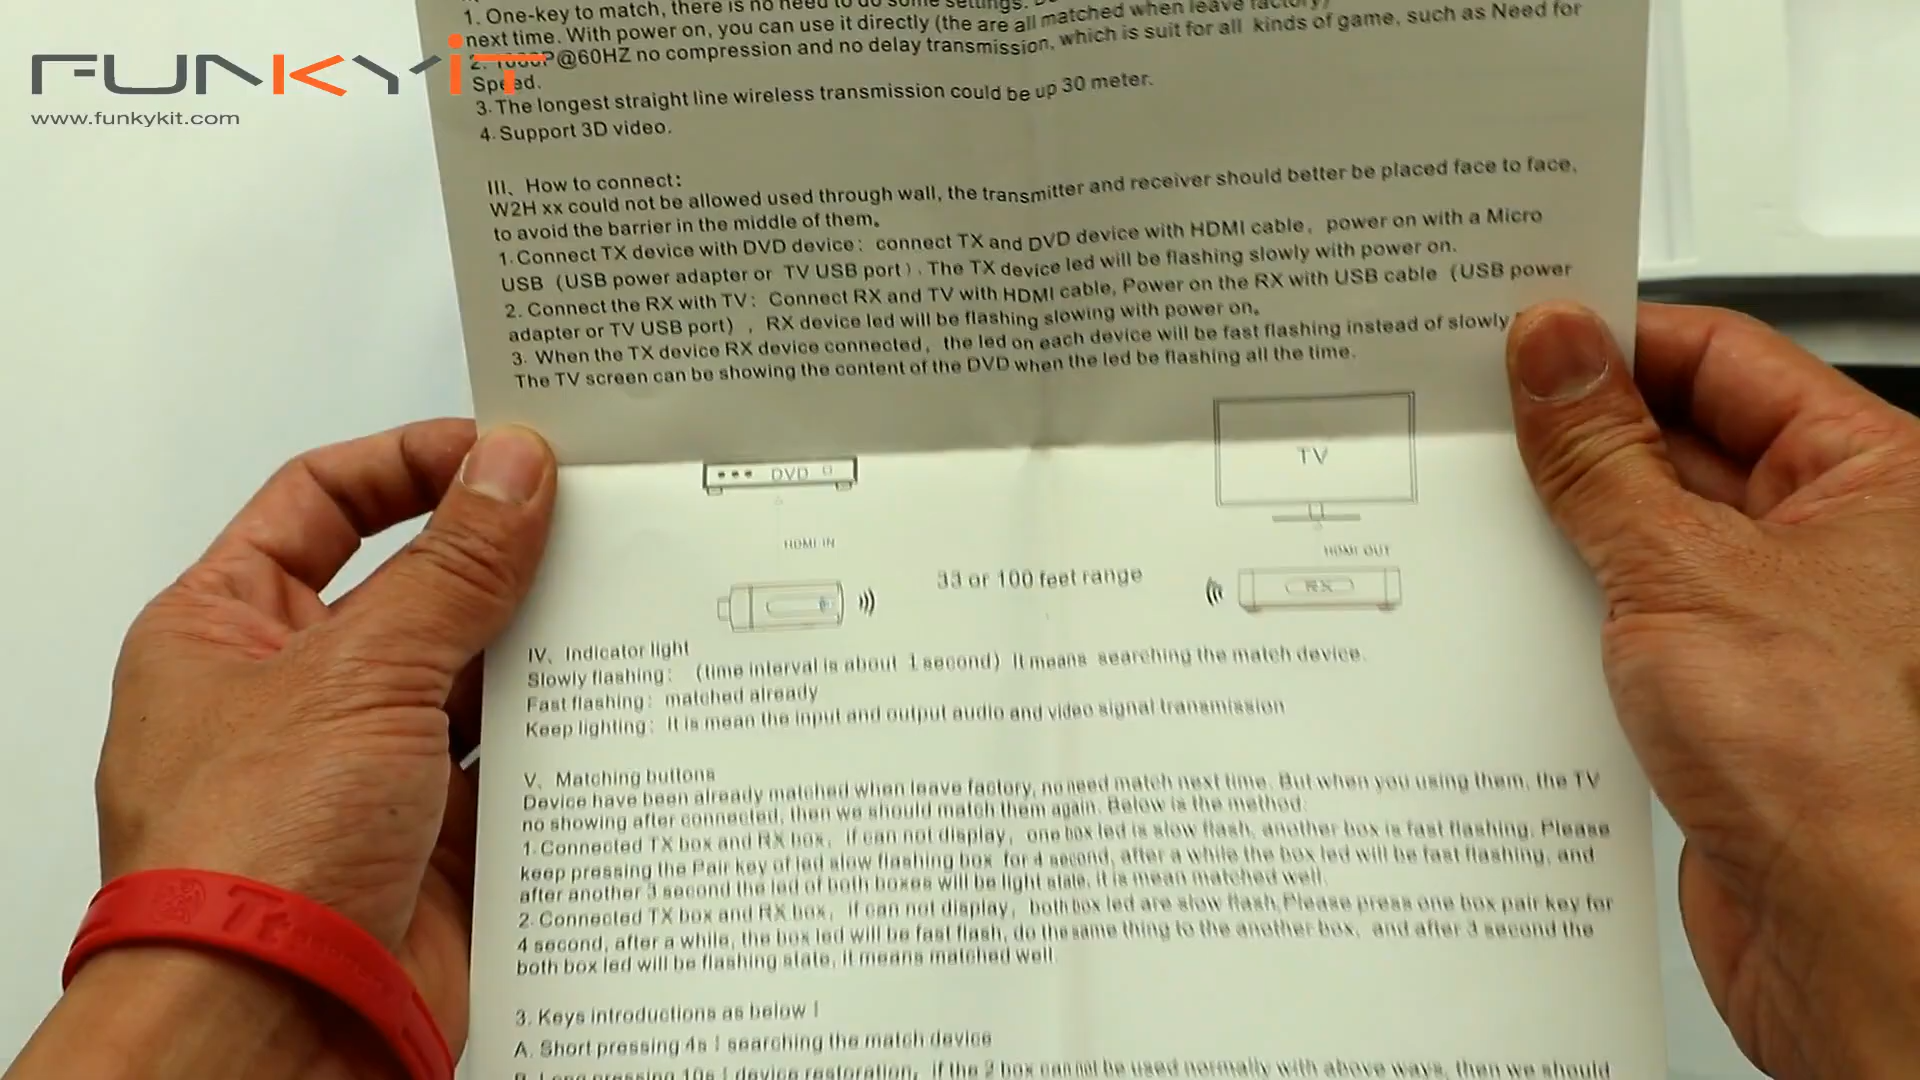 FUNKYiT
www.funkykit.com
1. One-key to match, there is no need to do some settings.
next time. With power on, you can use it directly (the are all matched when leave factory)
2. 1080P@60HZ no compression and no delay transmission, which is suit for all kinds of game, such as Need for
Speed.
3. The longest straight line wireless transmission could be up 30 meter.
4. Support 3D video.
III、How to connect:
W2H xx could not be allowed used through wall, the transmitter and receiver should better be placed face to face,
to avoid the barrier in the middle of them。
1. Connect TX device with DVD device： connect TX and DVD device with HDMI cable，power on with a Micro
USB（USB power adapter or TV USB port）. The TX device led will be flashing slowly with power on.
2. Connect the RX with TV： Connect RX and TV with HDMI cable, Power on the RX with USB cable（USB power
adapter or TV USB port），RX device led will be flashing slowing with power on。
3. When the TX device RX device connected，the led on each device will be fast flashing instead of slowly
The TV screen can be showing the content of the DVD when the led be flashing all the time.
DVD
TV
HDMI IN
HDMI OUT
33 or 100 feet range
RX
IV、Indicator light
Slowly flashing： (time interval is about 1 second) It means searching the match device.
Fast flashing：matched already
Keep lighting：It is mean the input and output audio and video signal transmission
V、Matching buttons
Device have been already matched when leave factory, no need match next time. But when you using them, the TV
no showing after connected, then we should match them again. Below is the method:
1. Connected TX box and RX box，if can not display，one box led is slow flash, another box is fast flashing. Please
keep pressing the Pair key of led slow flashing box for 4 second, after a while the box led will be fast flashing, and
after another 3 second the led of both boxes will be light state, it is mean matched well.
2. Connected TX box and RX box，if can not display，both box led are slow flash,Please press one box pair key for
4 second, after a while, the box led will be fast flash, do the same thing to the another box， and after 3 second the
both box led will be flashing state, it means matched well.
3. Keys introductions as below！
A. Short pressing 4s！searching the match device
B. Long pressing 10s！device restoration，if the 2 box cannot be used normally with above ways, then we should